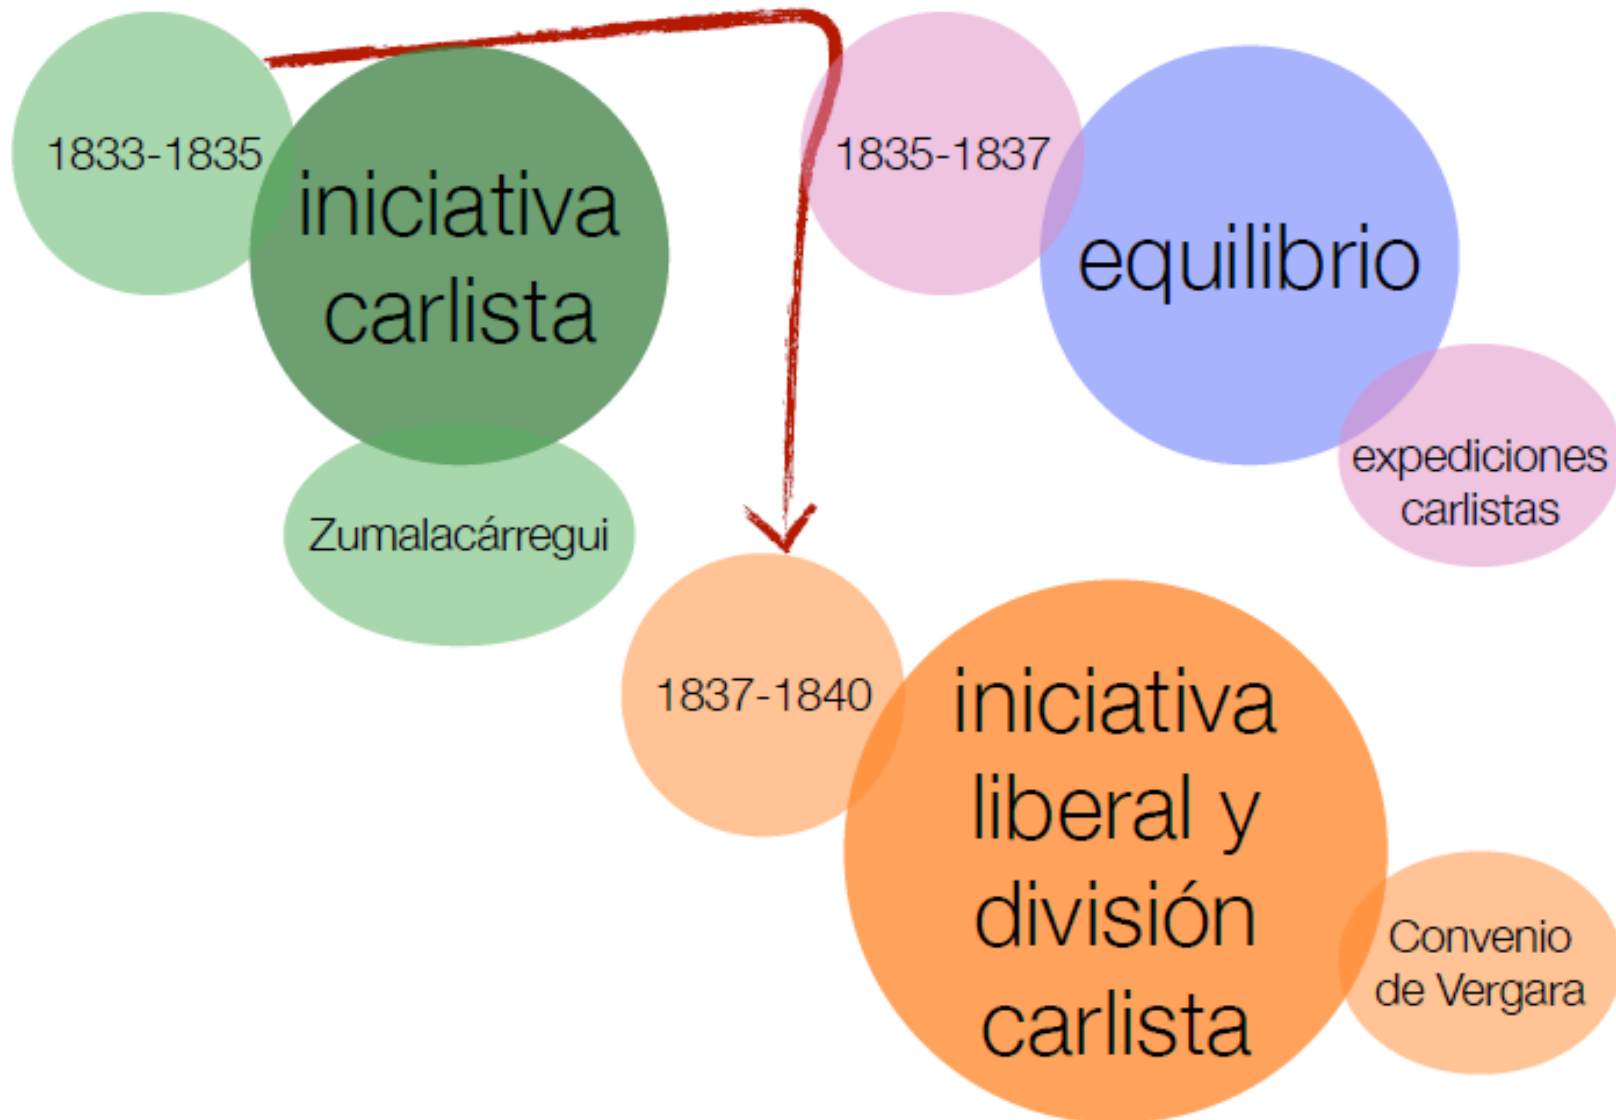 1833-1835
iniciativa
carlista
Zumalacárregui
1835-1837
equilibrio
expediciones
carlistas
1837-1840
iniciativa
liberal y
división
carlista
Convenio
de Vergara